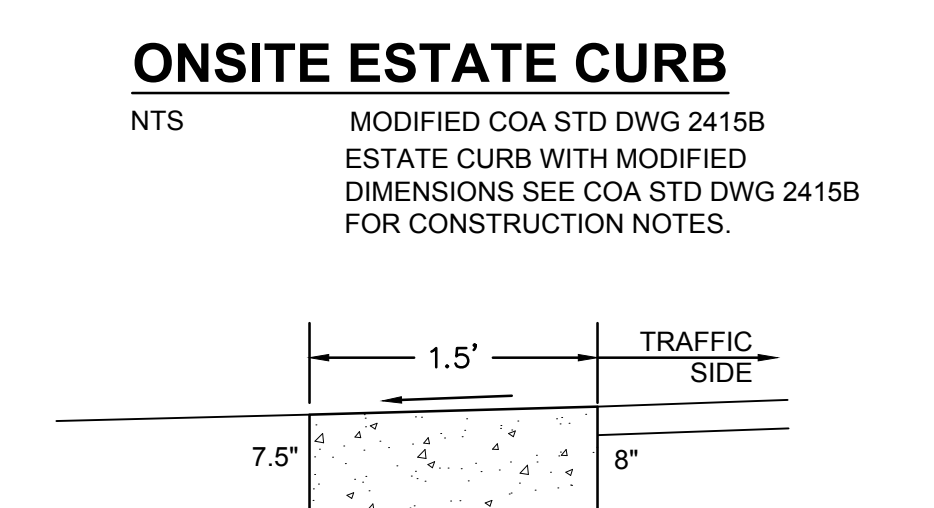 ONSITE ESTATE CURB
NTS
MODIFIED COA STD DWG 2415B
ESTATE CURB WITH MODIFIED
DIMENSIONS SEE COA STD DWG 2415B
FOR CONSTRUCTION NOTES.
1.5'
TRAFFIC
SIDE
7.5"
8"